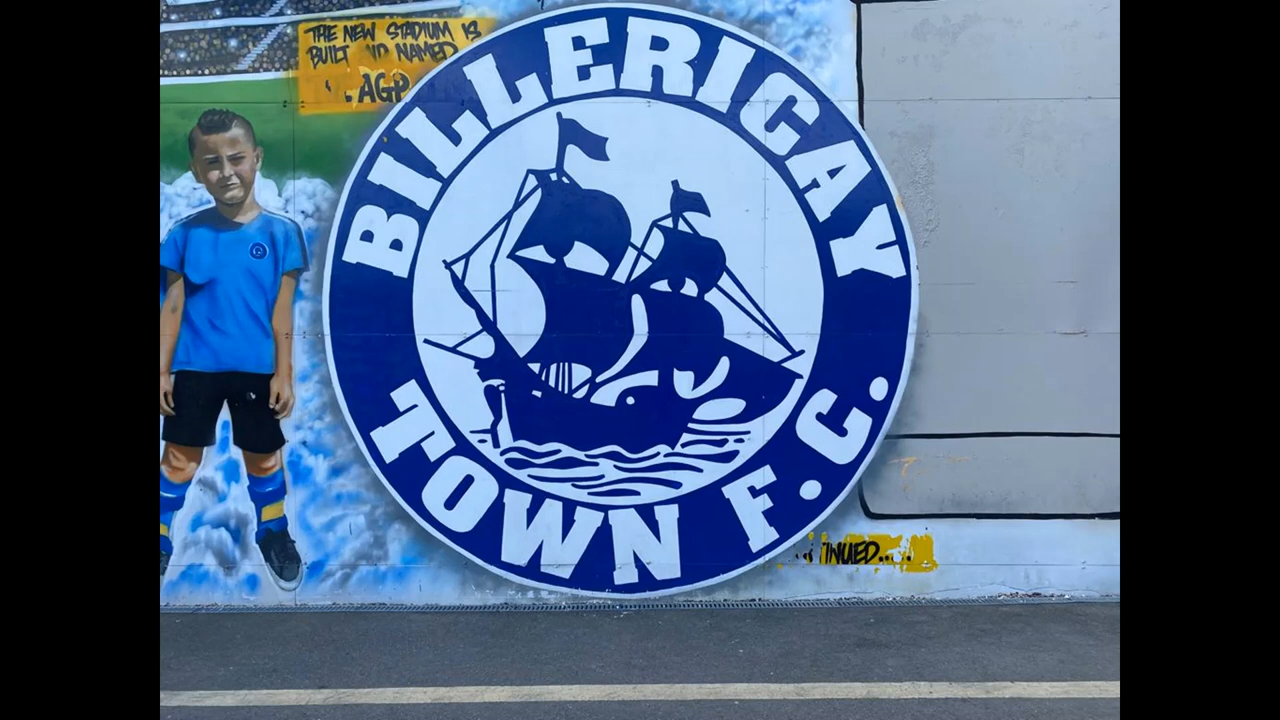 THE NEW STADIUM IS
BUILT NAMED
AGP
BILLERICAY
TOWN F.C.